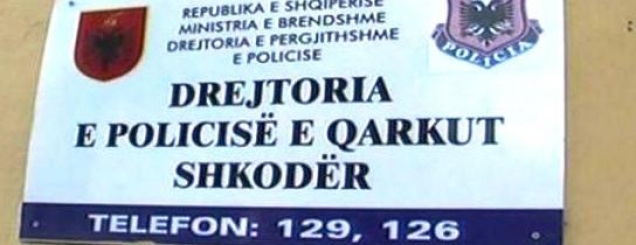 REPUBLIKA E SHQIPERISE
MINISTRIA E BRENDSHME
DREJTORIA E PERGJITHSHME
E POLICISE
POLICIA
DREJTORIA
E POLICISË E QARKUT
SHKODËR
TELEFON: 129, 126